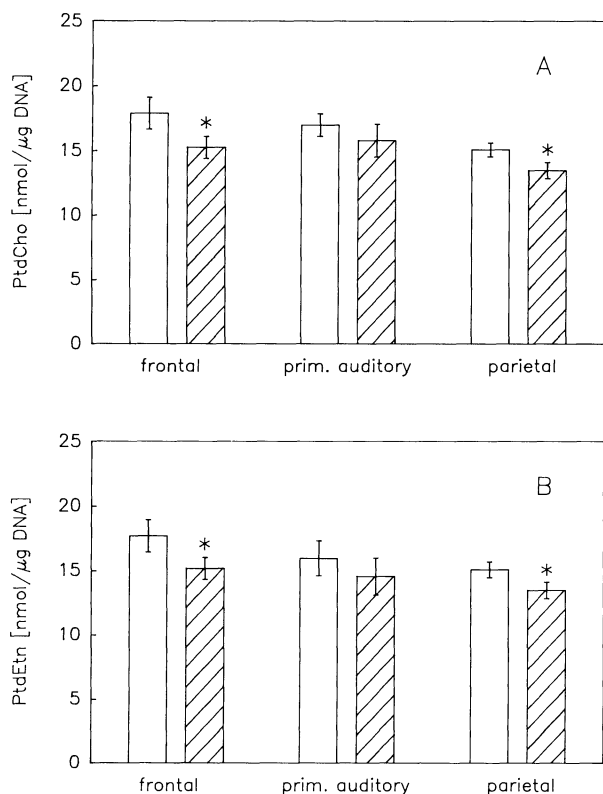 25
A
20
*
*
15
10
5
0
PtdCho [nmol/μg DNA]
frontal prim. auditory parietal
25
B
20
*
*
15
10
5
0
PtdEtn [nmol/μg DNA]
frontal prim. auditory parietal